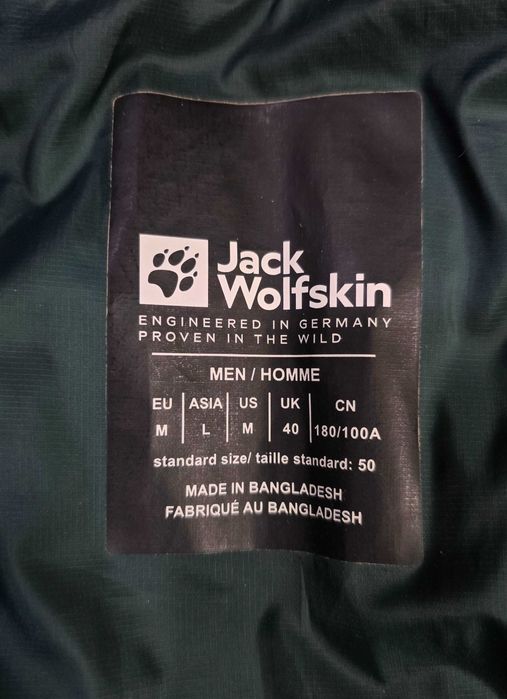 Jack
Wolfskin
ENGINEERED IN GERMANY
PROVEN IN THE WILD
MEN / HOMME
EU ASIA US UK CN
M L M 40 180/100A
standard size/ taille standard: 50
MADE IN BANGLADESH
FABRIQUÉ AU BANGLADESH